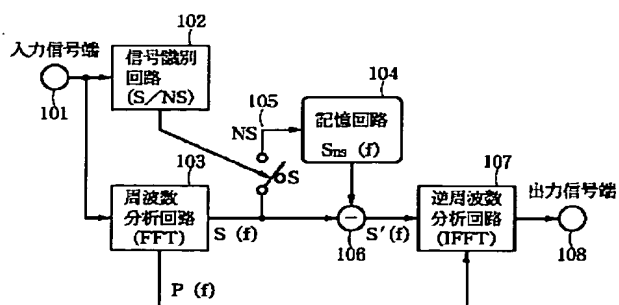 入力信号端
101
102
信号識別
回路
(S/NS)
105
NS
S
104
記憶回路
Sns (f)
103
周波数
分析回路
(FFT)
S (f)
106
S'(f)
107
逆周波数
分析回路
(IFFT)
出力信号端
108
P (f)